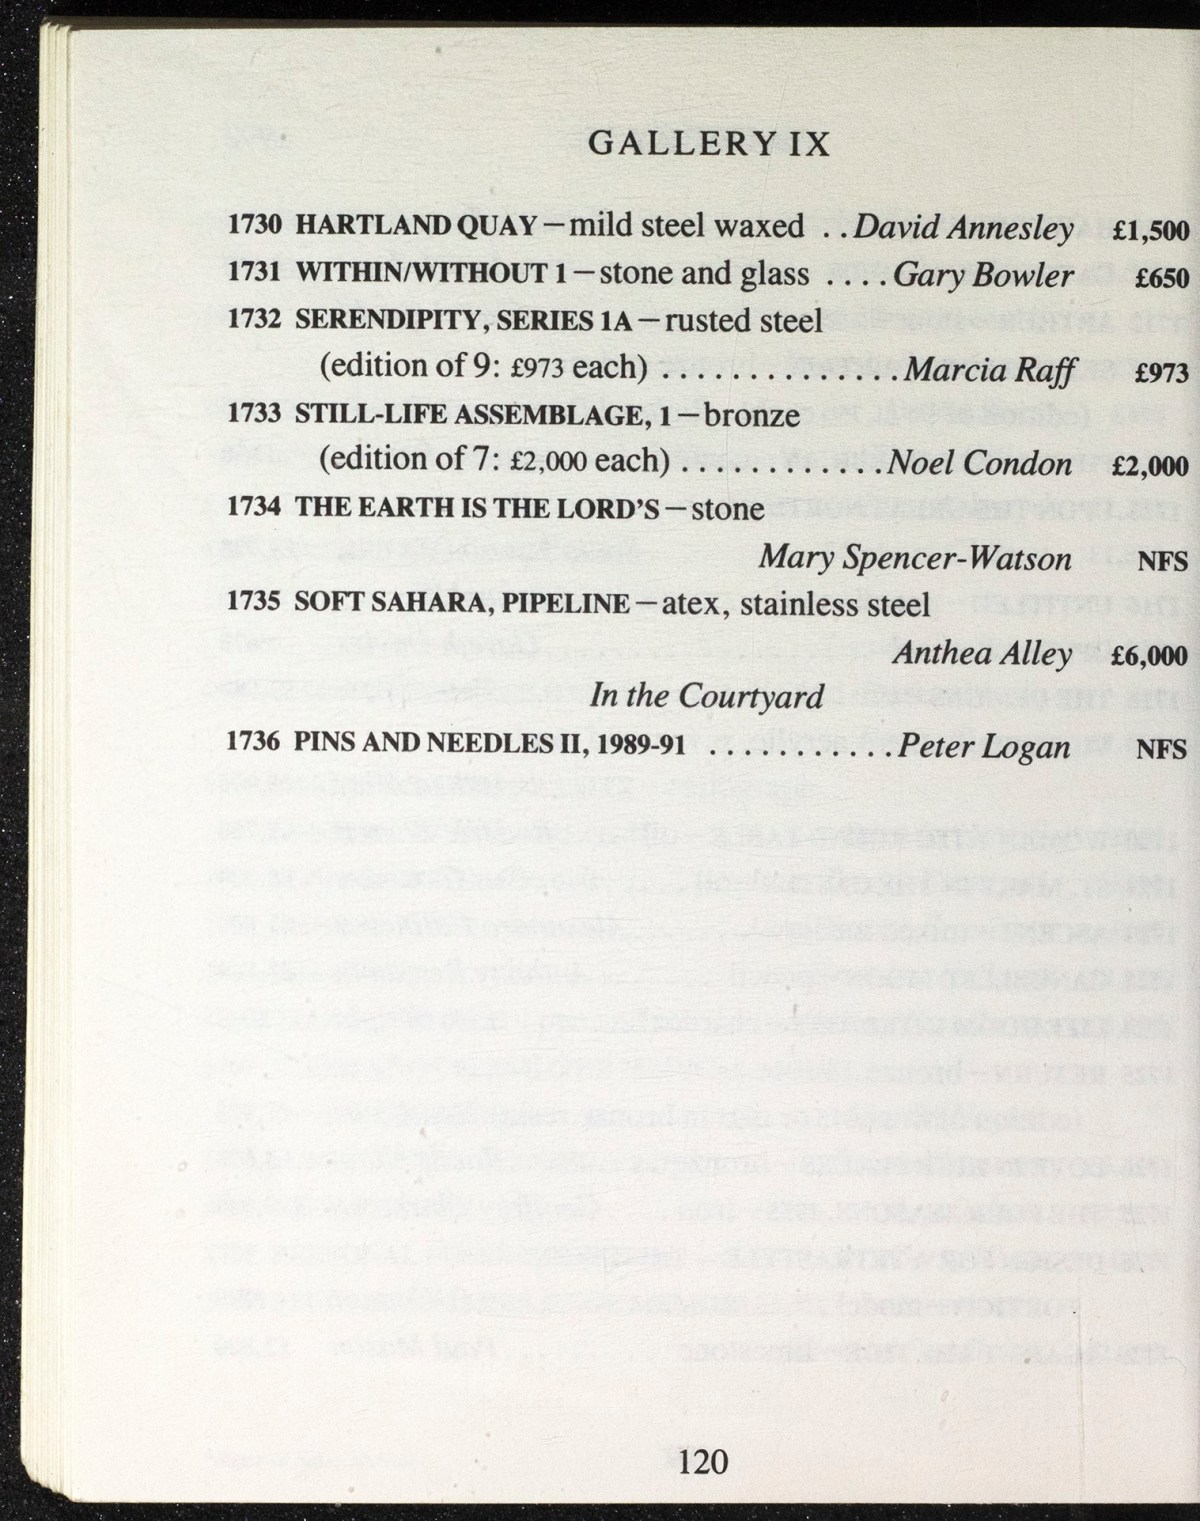 GALLERY IX
1730 HARTLAND QUAY—mild steel waxed . . David Annesley £1,500
1731 WITHIN/WITHOUT 1—stone and glass . . . . Gary Bowler £650
1732 SERENDIPITY, SERIES 1A—rusted steel
(edition of 9: £973 each) . . . . . . . . . . . . . . Marcia Raff £973
1733 STILL-LIFE ASSEMBLAGE, 1—bronze
(edition of 7: £2,000 each) . . . . . . . . . . . . Noel Condon £2,000
1734 THE EARTH IS THE LORD'S—stone
Mary Spencer-Watson NFS
1735 SOFT SAHARA, PIPELINE—atex, stainless steel
Anthea Alley £6,000
In the Courtyard
1736 PINS AND NEEDLES II, 1989-91 . . . . . . . . . . . Peter Logan NFS
120